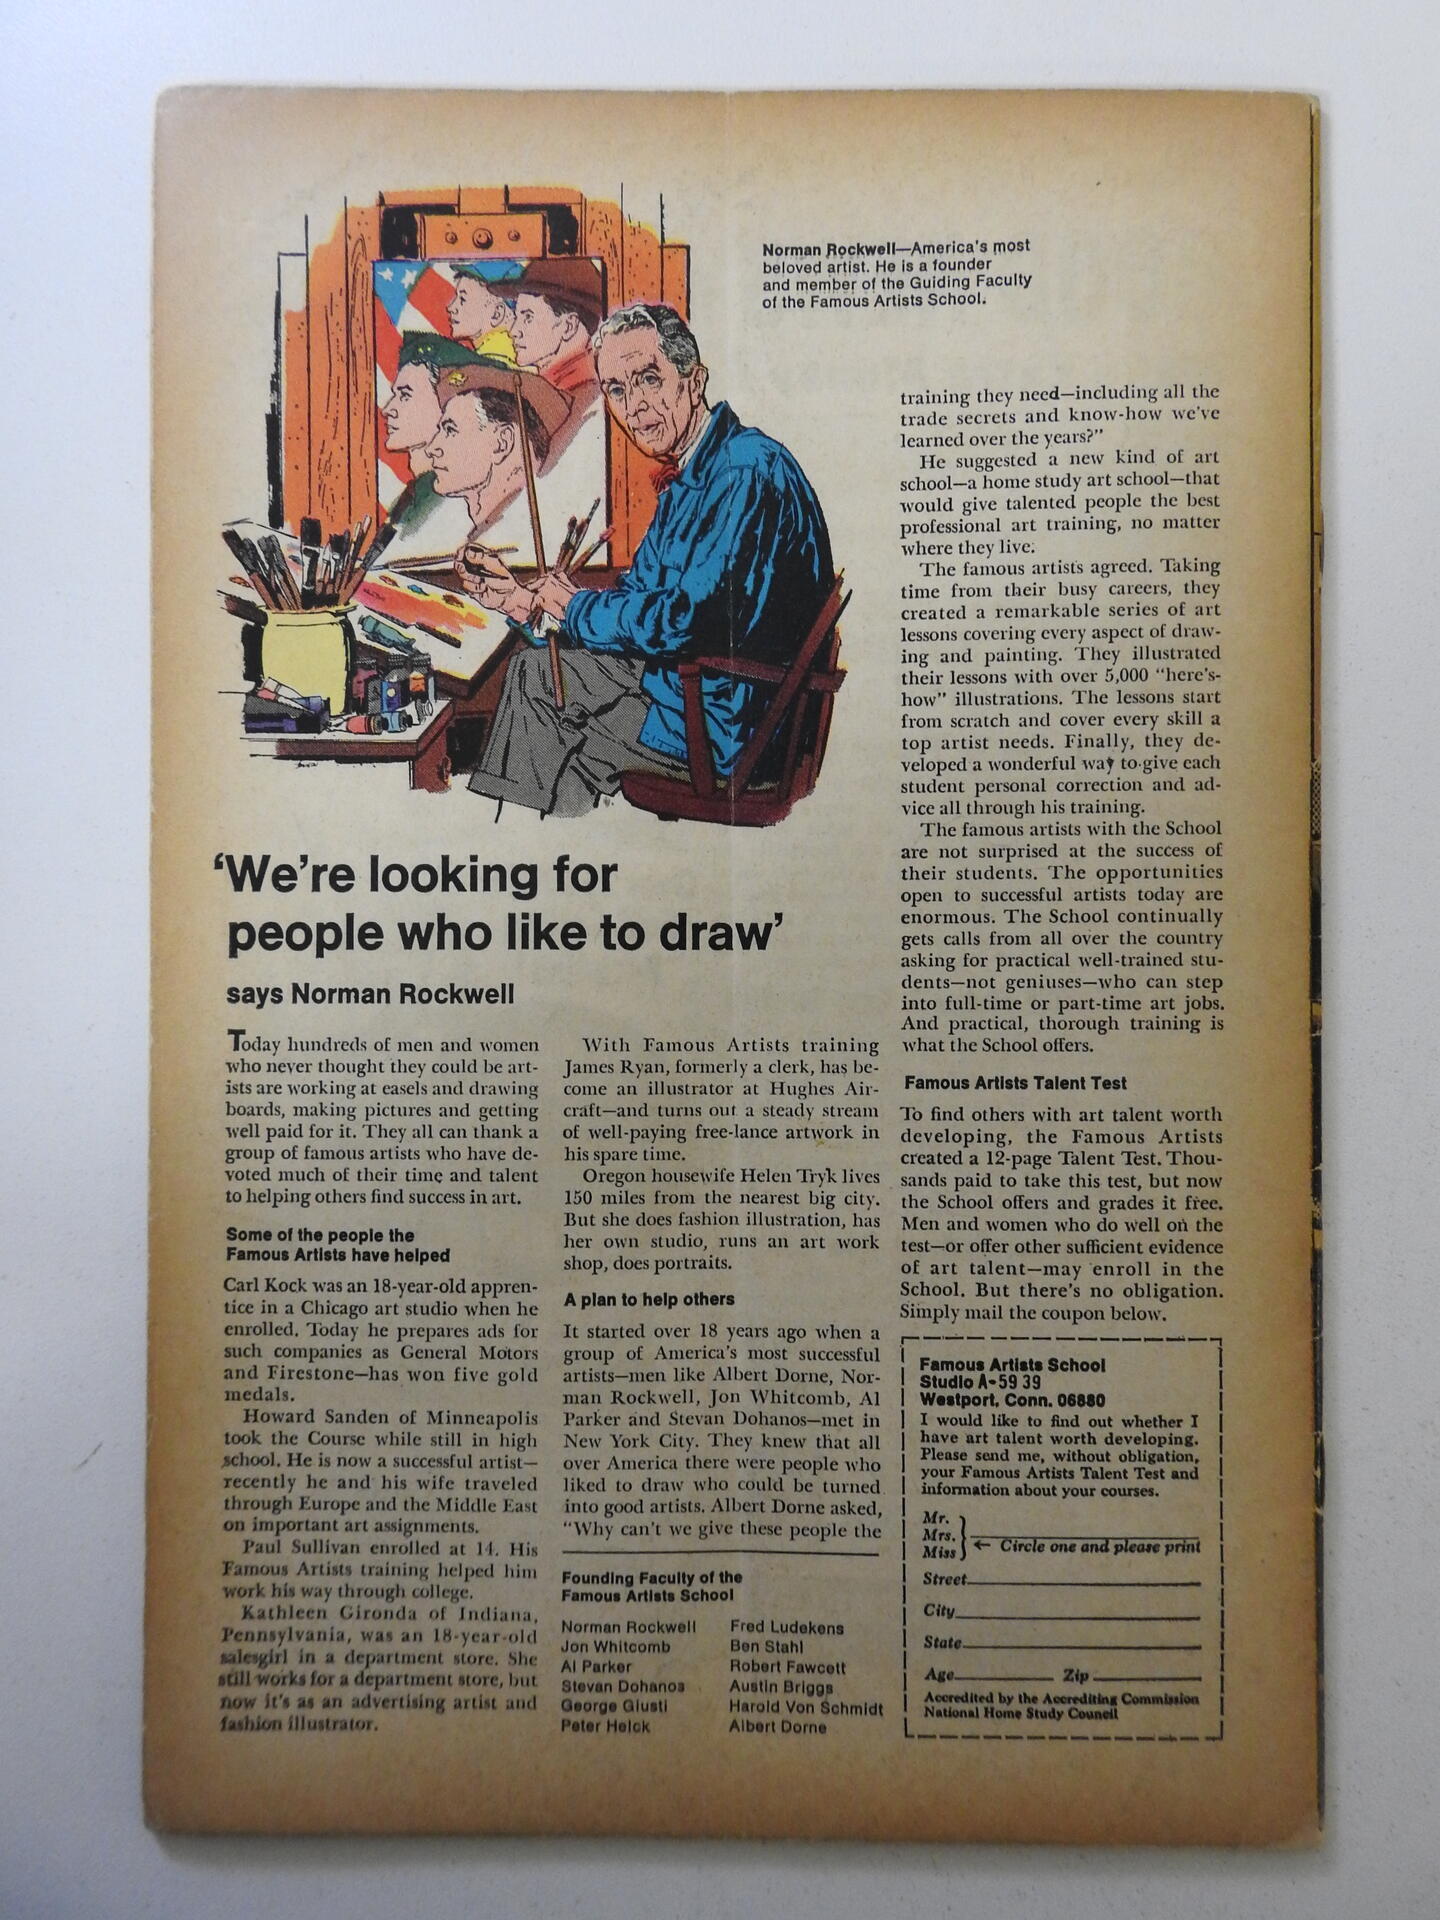 Norman Rockwell—America's most
beloved artist. He is a founder
and member of the Guiding Faculty
of the Famous Artists School.
'We're looking for
people who like to draw'
says Norman Rockwell
Today hundreds of men and women
who never thought they could be art-
ists are working at easels and drawing
boards, making pictures and getting
well paid for it. They all can thank a
group of famous artists who have de-
voted much of their time and talent
to helping others find success in art.
Some of the people the
Famous Artists have helped
Carl Kock was an 18-year-old appren-
tice in a Chicago art studio when he
enrolled. Today he prepares ads for
such companies as General Motors
and Firestone—has won five gold
medals.
Howard Sanden of Minneapolis
took the Course while still in high
school. He is now a successful artist—
recently he and his wife traveled
through Europe and the Middle East
on important art assignments.
Paul Sullivan enrolled at 14. His
Famous Artists training helped him
work his way through college.
Kathleen Gironda of Indiana,
Pennsylvania, was an 18-year-old
salesgirl in a department store. She
still works for a department store, but
now it's as an advertising artist and
fashion illustrator.
With Famous Artists training
James Ryan, formerly a clerk, has be-
come an illustrator at Hughes Air-
craft—and turns out a steady stream
of well-paying free-lance artwork in
his spare time.
Oregon housewife Helen Tryk lives
150 miles from the nearest big city.
But she does fashion illustration, has
her own studio, runs an art work
shop, does portraits.
A plan to help others
It started over 18 years ago when a
group of America's most successful
artists—men like Albert Dorne, Nor-
man Rockwell, Jon Whitcomb, Al
Parker and Stevan Dohanos—met in
New York City. They knew that all
over America there were people who
liked to draw who could be turned
into good artists. Albert Dorne asked,
"Why can't we give these people the
training they need—including all the
trade secrets and know-how we've
learned over the years?"
He suggested a new kind of art
school—a home study art school—that
would give talented people the best
professional art training, no matter
where they live.
The famous artists agreed. Taking
time from their busy careers, they
created a remarkable series of art
lessons covering every aspect of draw-
ing and painting. They illustrated
their lessons with over 5,000 "here's-
how" illustrations. The lessons start
from scratch and cover every skill a
top artist needs. Finally, they de-
veloped a wonderful way to give each
student personal correction and ad-
vice all through his training.
The famous artists with the School
are not surprised at the success of
their students. The opportunities
open to successful artists today are
enormous. The School continually
gets calls from all over the country
asking for practical well-trained stu-
dents—not geniuses—who can step
into full-time or part-time art jobs.
And practical, thorough training is
what the School offers.
Famous Artists Talent Test
To find others with art talent worth
developing, the Famous Artists
created a 12-page Talent Test. Thou-
sands paid to take this test, but now
the School offers and grades it free.
Men and women who do well on the
test—or offer other sufficient evidence
of art talent—may enroll in the
School. But there's no obligation.
Simply mail the coupon below.
Founding Faculty of the
Famous Artists School
Norman Rockwell
Jon Whitcomb
Al Parker
Stevan Dohanos
George Giusti
Peter Helck
Fred Ludekens
Ben Stahl
Robert Fawcett
Austin Briggs
Harold Von Schmidt
Albert Dorne
Famous Artists School
Studio A-59 39
Westport, Conn. 06880
I would like to find out whether I
have art talent worth developing.
Please send me, without obligation,
your Famous Artists Talent Test and
information about your courses.
Mr.
Mrs.
Miss ← Circle one and please print
Street
City
State
Age Zip
Accredited by the Accrediting Commission
National Home Study Council